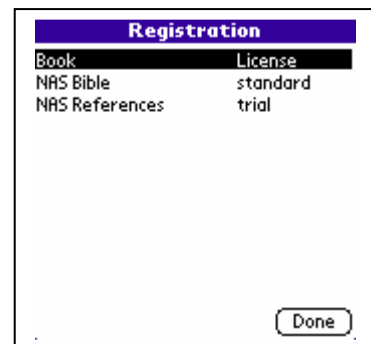 Registration
Book License
NAS Bible standard
NAS References trial
Done